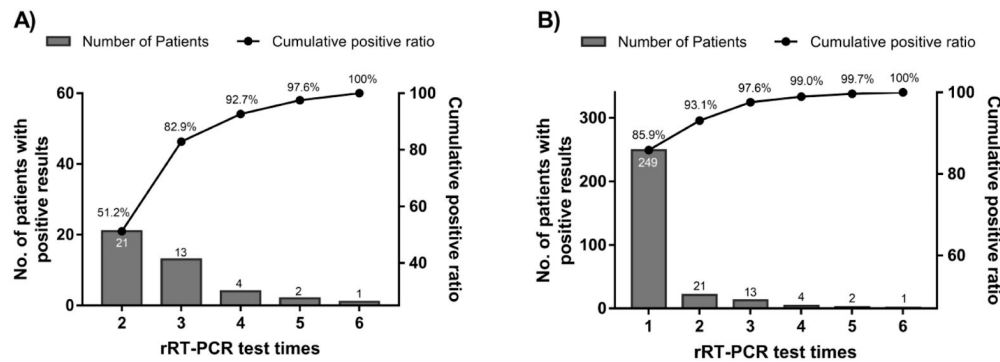 A)
Number of Patients
Cumulative positive ratio
No. of patients with
positive results
60
40
20
0
51.2%
82.9%
92.7%
97.6%
100%
21
13
4
2
1
100
80
60
40
Cumulative positive ratio
2 3 4 5 6
rRT-PCR test times
B)
Number of Patients
Cumulative positive ratio
No. of patients with
positive results
300
200
100
0
85.9%
93.1%
97.6%
99.0%
99.7%
100%
249
21
13
4
2
1
100
80
60
Cumulative positive ratio
1 2 3 4 5 6
rRT-PCR test times